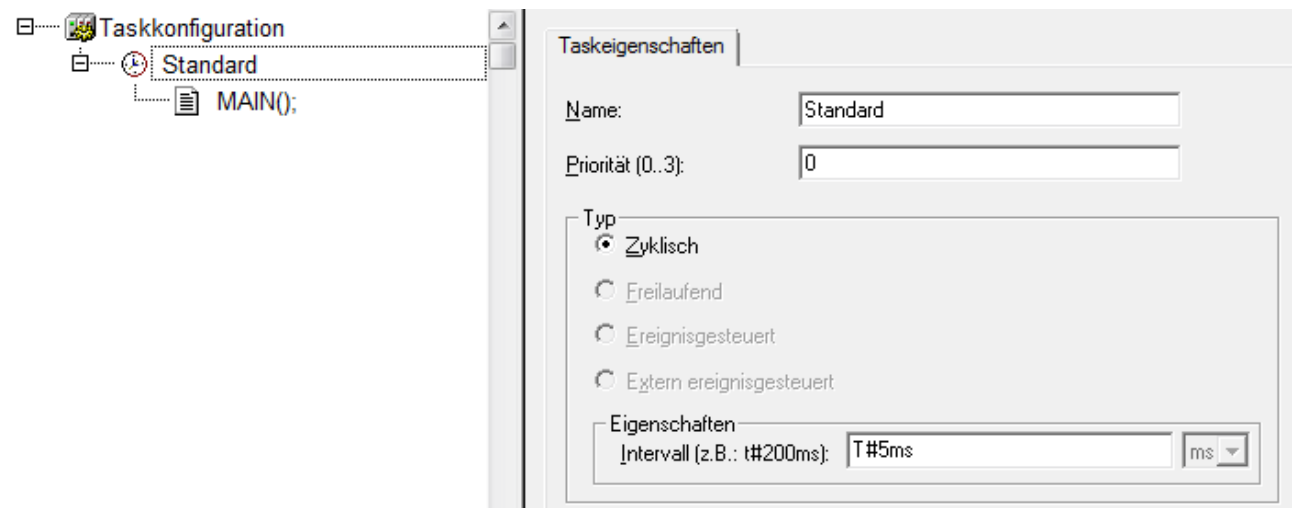 Taskkonfiguration
Standard
MAIN();
Taskeigenschaften
Name: Standard
Priorität (0..3): 0
Typ
Zyklisch
Freilaufend
Ereignisgesteuert
Extern ereignisgesteuert
Eigenschaften
Intervall (z.B.: t#200ms): T#5ms ms